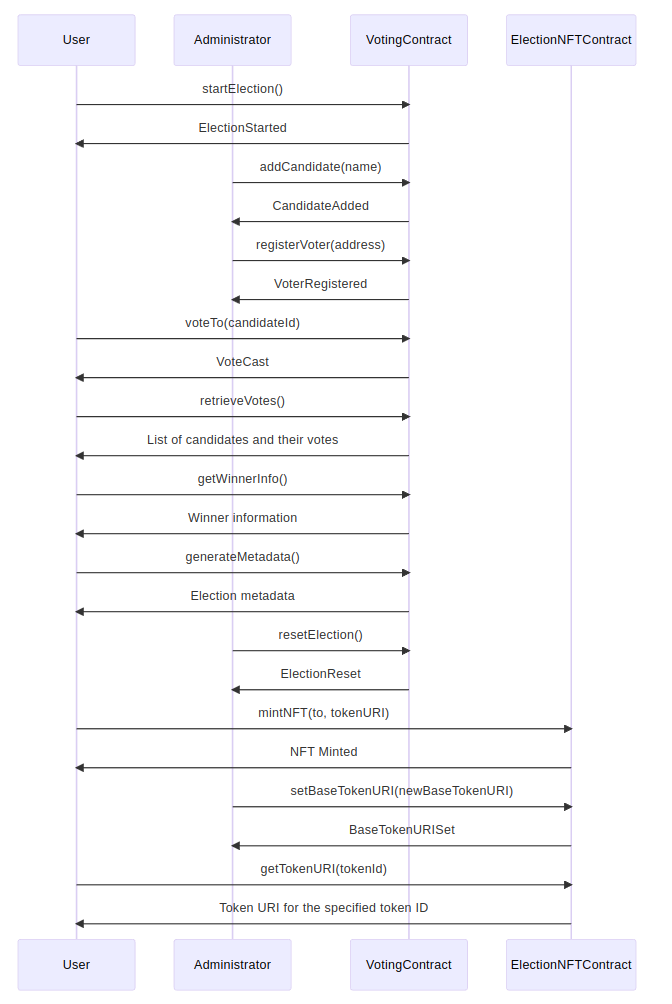 User
Administrator
VotingContract
ElectionNFTContract
startElection()
ElectionStarted
addCandidate(name)
CandidateAdded
registerVoter(address)
VoterRegistered
voteTo(candidateId)
VoteCast
retrieveVotes()
List of candidates and their votes
getWinnerInfo()
Winner information
generateMetadata()
Election metadata
resetElection()
ElectionReset
mintNFT(to, tokenURI)
NFT Minted
setBaseTokenURI(newBaseTokenURI)
BaseTokenURISet
getTokenURI(tokenId)
Token URI for the specified token ID
User
Administrator
VotingContract
ElectionNFTContract